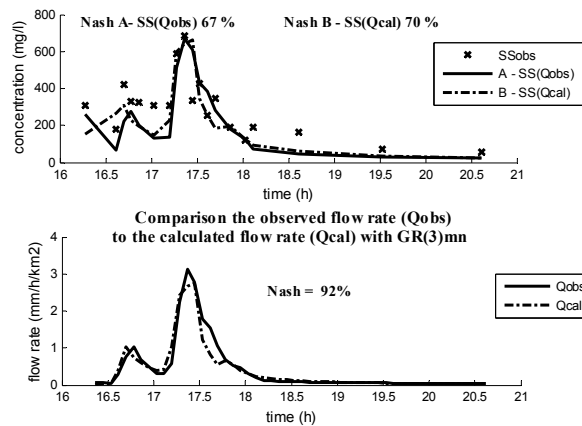 Nash A- SS(Qobs) 67 %
Nash B - SS(Qcal) 70 %
800
600
400
200
0
concentration (mg/l)
SSobs
A - SS(Qobs)
B - SS(Qcal)
16 16.5 17 17.5 18 18.5 19 19.5 20 20.5 21
time (h)
Comparison the observed flow rate (Qobs)
to the calculated flow rate (Qcal) with GR(3)mn
4
3
2
1
0
flow rate (mm/h/km2)
Nash = 92%
Qobs
Qcal
16 16.5 17 17.5 18 18.5 19 19.5 20 20.5 21
time (h)